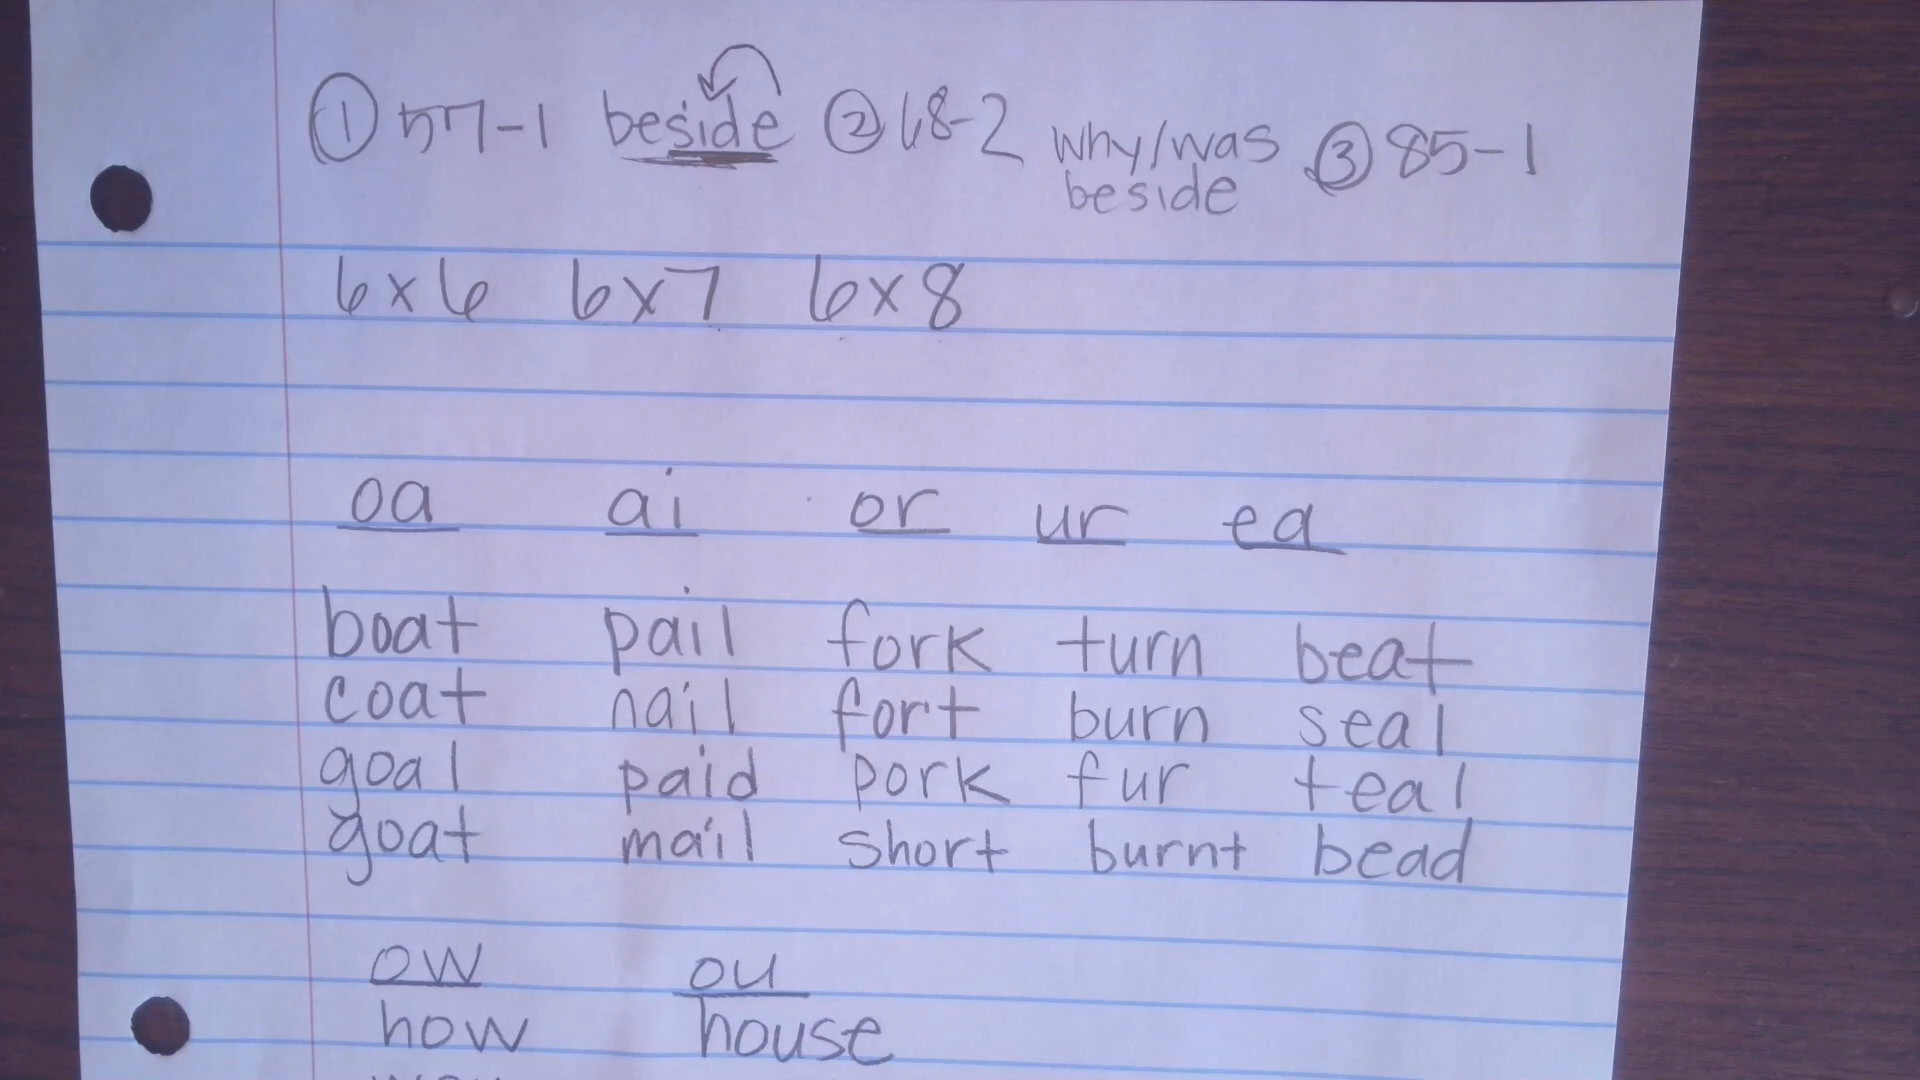 ① 57-1 beside ② 68-2 why/was ③ 85-1
beside
6x6 6x7 6x8
oa ai or ur ea
boat pail fork turn beat
coat nail fort burn seal
goal paid pork fur teal
goat mail short burnt bead
ow ou
how house